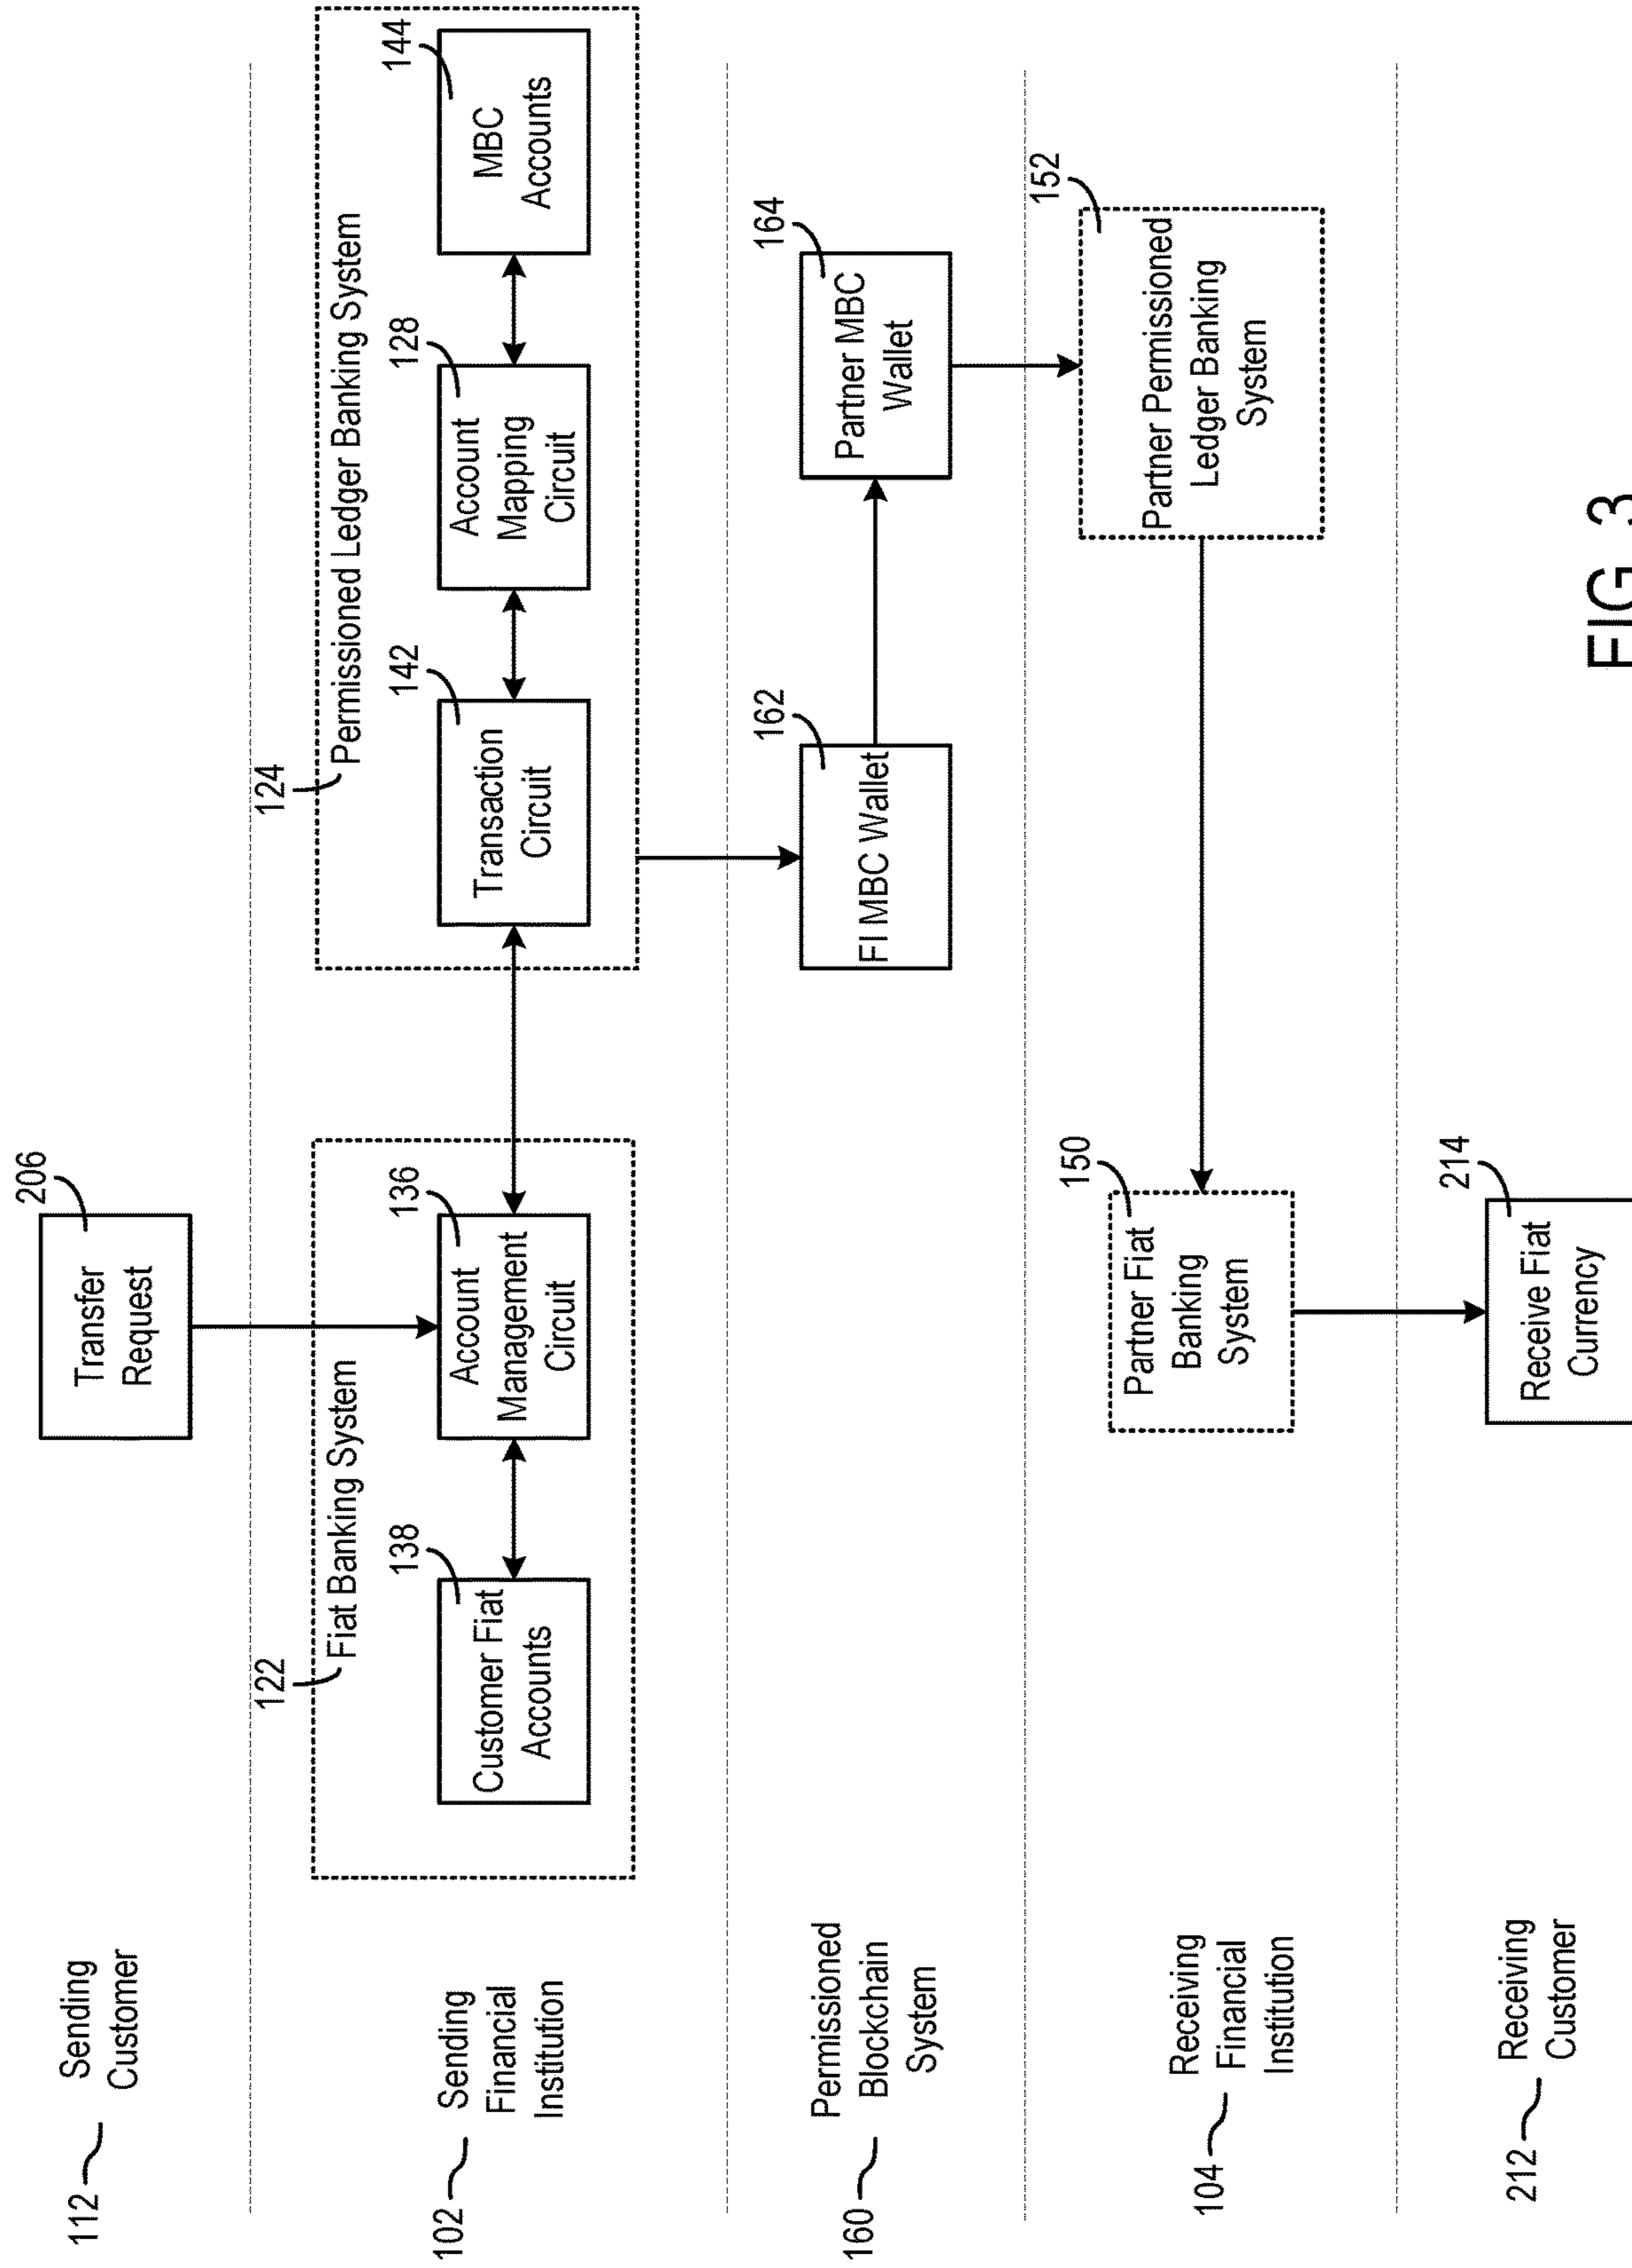 112
Sending
Customer
206
Transfer
Request
102
Sending
Financial
Institution
122
Fiat Banking System
138
Customer Fiat
Accounts
136
Account
Management
Circuit
124
Permissioned Ledger Banking System
142
Transaction
Circuit
128
Account
Mapping
Circuit
144
MBC
Accounts
160
Permissioned
Blockchain
System
162
FI MBC Wallet
164
Partner MBC
Wallet
104
Receiving
Financial
Institution
150
Partner Fiat
Banking
System
152
Partner Permissioned
Ledger Banking
System
212
Receiving
Customer
214
Receive Fiat
Currency
FIG. 3